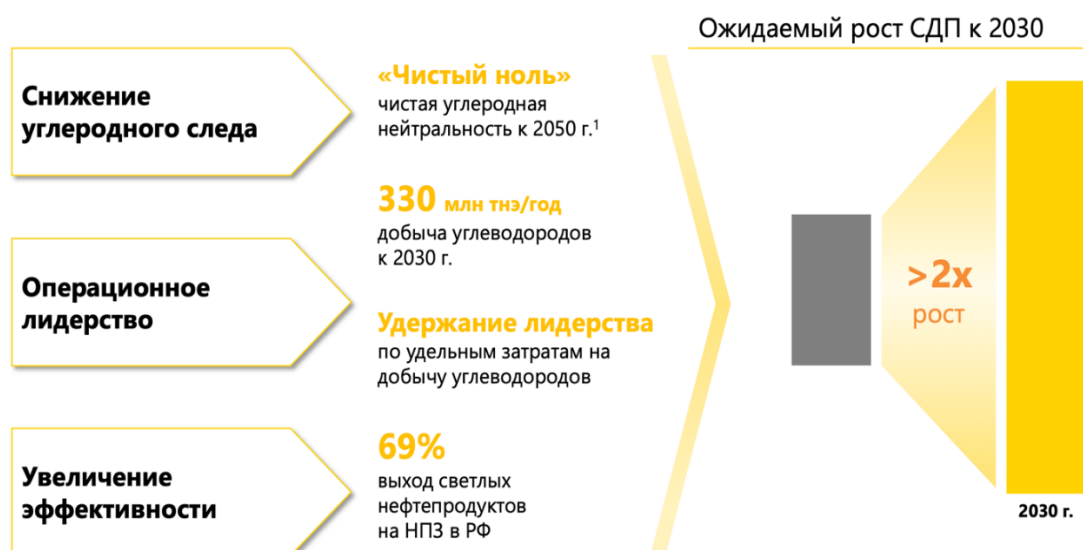 Ожидаемый рост СДП к 2030
Снижение
углеродного следа
«Чистый ноль»
чистая углеродная
нейтральность к 2050 г.¹
330 млн тнэ/год
добыча углеводородов
к 2030 г.
Операционное
лидерство
Удержание лидерства
по удельным затратам на
добычу углеводородов
Увеличение
эффективности
69%
выход светлых
нефтепродуктов
на НПЗ в РФ
>2x
рост
2030 г.